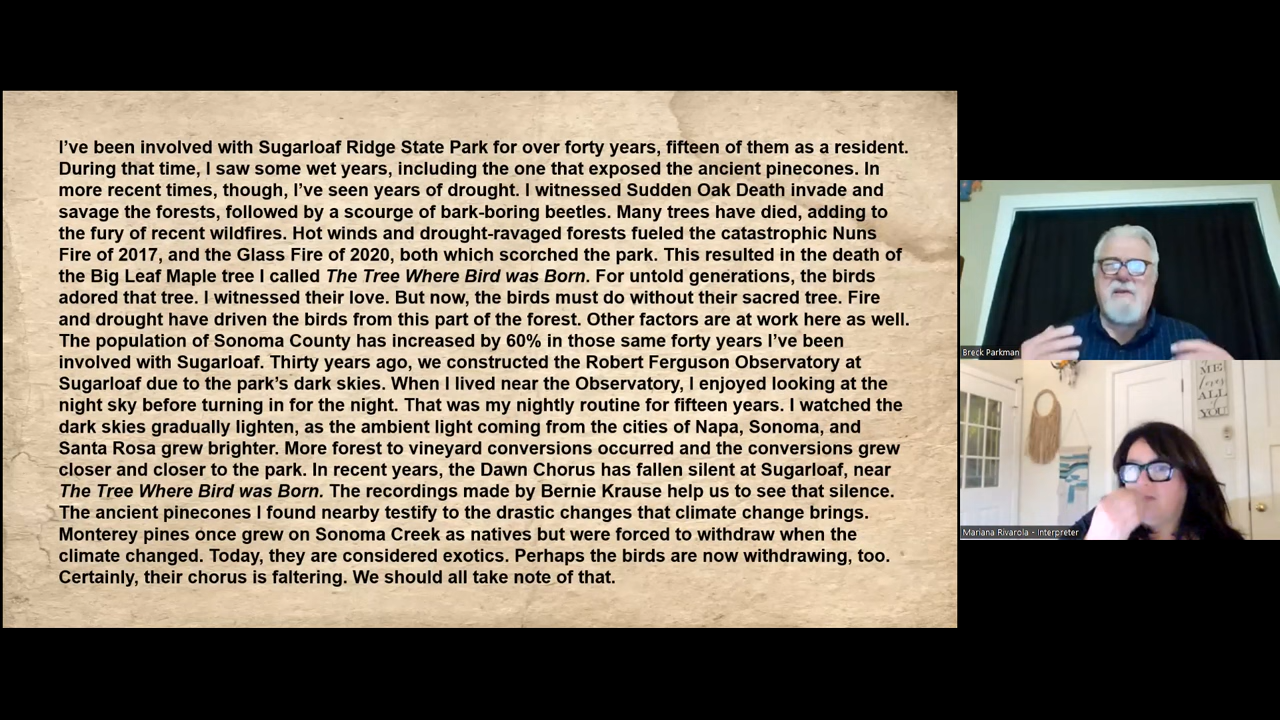 I’ve been involved with Sugarloaf Ridge State Park for over forty years, fifteen of them as a resident.
During that time, I saw some wet years, including the one that exposed the ancient pinecones. In
more recent times, though, I’ve seen years of drought. I witnessed Sudden Oak Death invade and
savage the forests, followed by a scourge of bark-boring beetles. Many trees have died, adding to
the fury of recent wildfires. Hot winds and drought-ravaged forests fueled the catastrophic Nuns
Fire of 2017, and the Glass Fire of 2020, both which scorched the park. This resulted in the death of
the Big Leaf Maple tree I called The Tree Where Bird was Born. For untold generations, the birds
adored that tree. I witnessed their love. But now, the birds must do without their sacred tree. Fire
and drought have driven the birds from this part of the forest. Other factors are at work here as well.
The population of Sonoma County has increased by 60% in those same forty years I’ve been
involved with Sugarloaf. Thirty years ago, we constructed the Robert Ferguson Observatory at
Sugarloaf due to the park’s dark skies. When I lived near the Observatory, I enjoyed looking at the
night sky before turning in for the night. That was my nightly routine for fifteen years. I watched the
dark skies gradually lighten, as the ambient light coming from the cities of Napa, Sonoma, and
Santa Rosa grew brighter. More forest to vineyard conversions occurred and the conversions grew
closer and closer to the park. In recent years, the Dawn Chorus has fallen silent at Sugarloaf, near
The Tree Where Bird was Born. The recordings made by Bernie Krause help us to see that silence.
The ancient pinecones I found nearby testify to the drastic changes that climate change brings.
Monterey pines once grew on Sonoma Creek as natives but were forced to withdraw when the
climate changed. Today, they are considered exotics. Perhaps the birds are now withdrawing, too.
Certainly, their chorus is faltering. We should all take note of that.
Breck Parkman
ME
loves
ALL
of
YOU
Mariana Rivarola - Interpreter